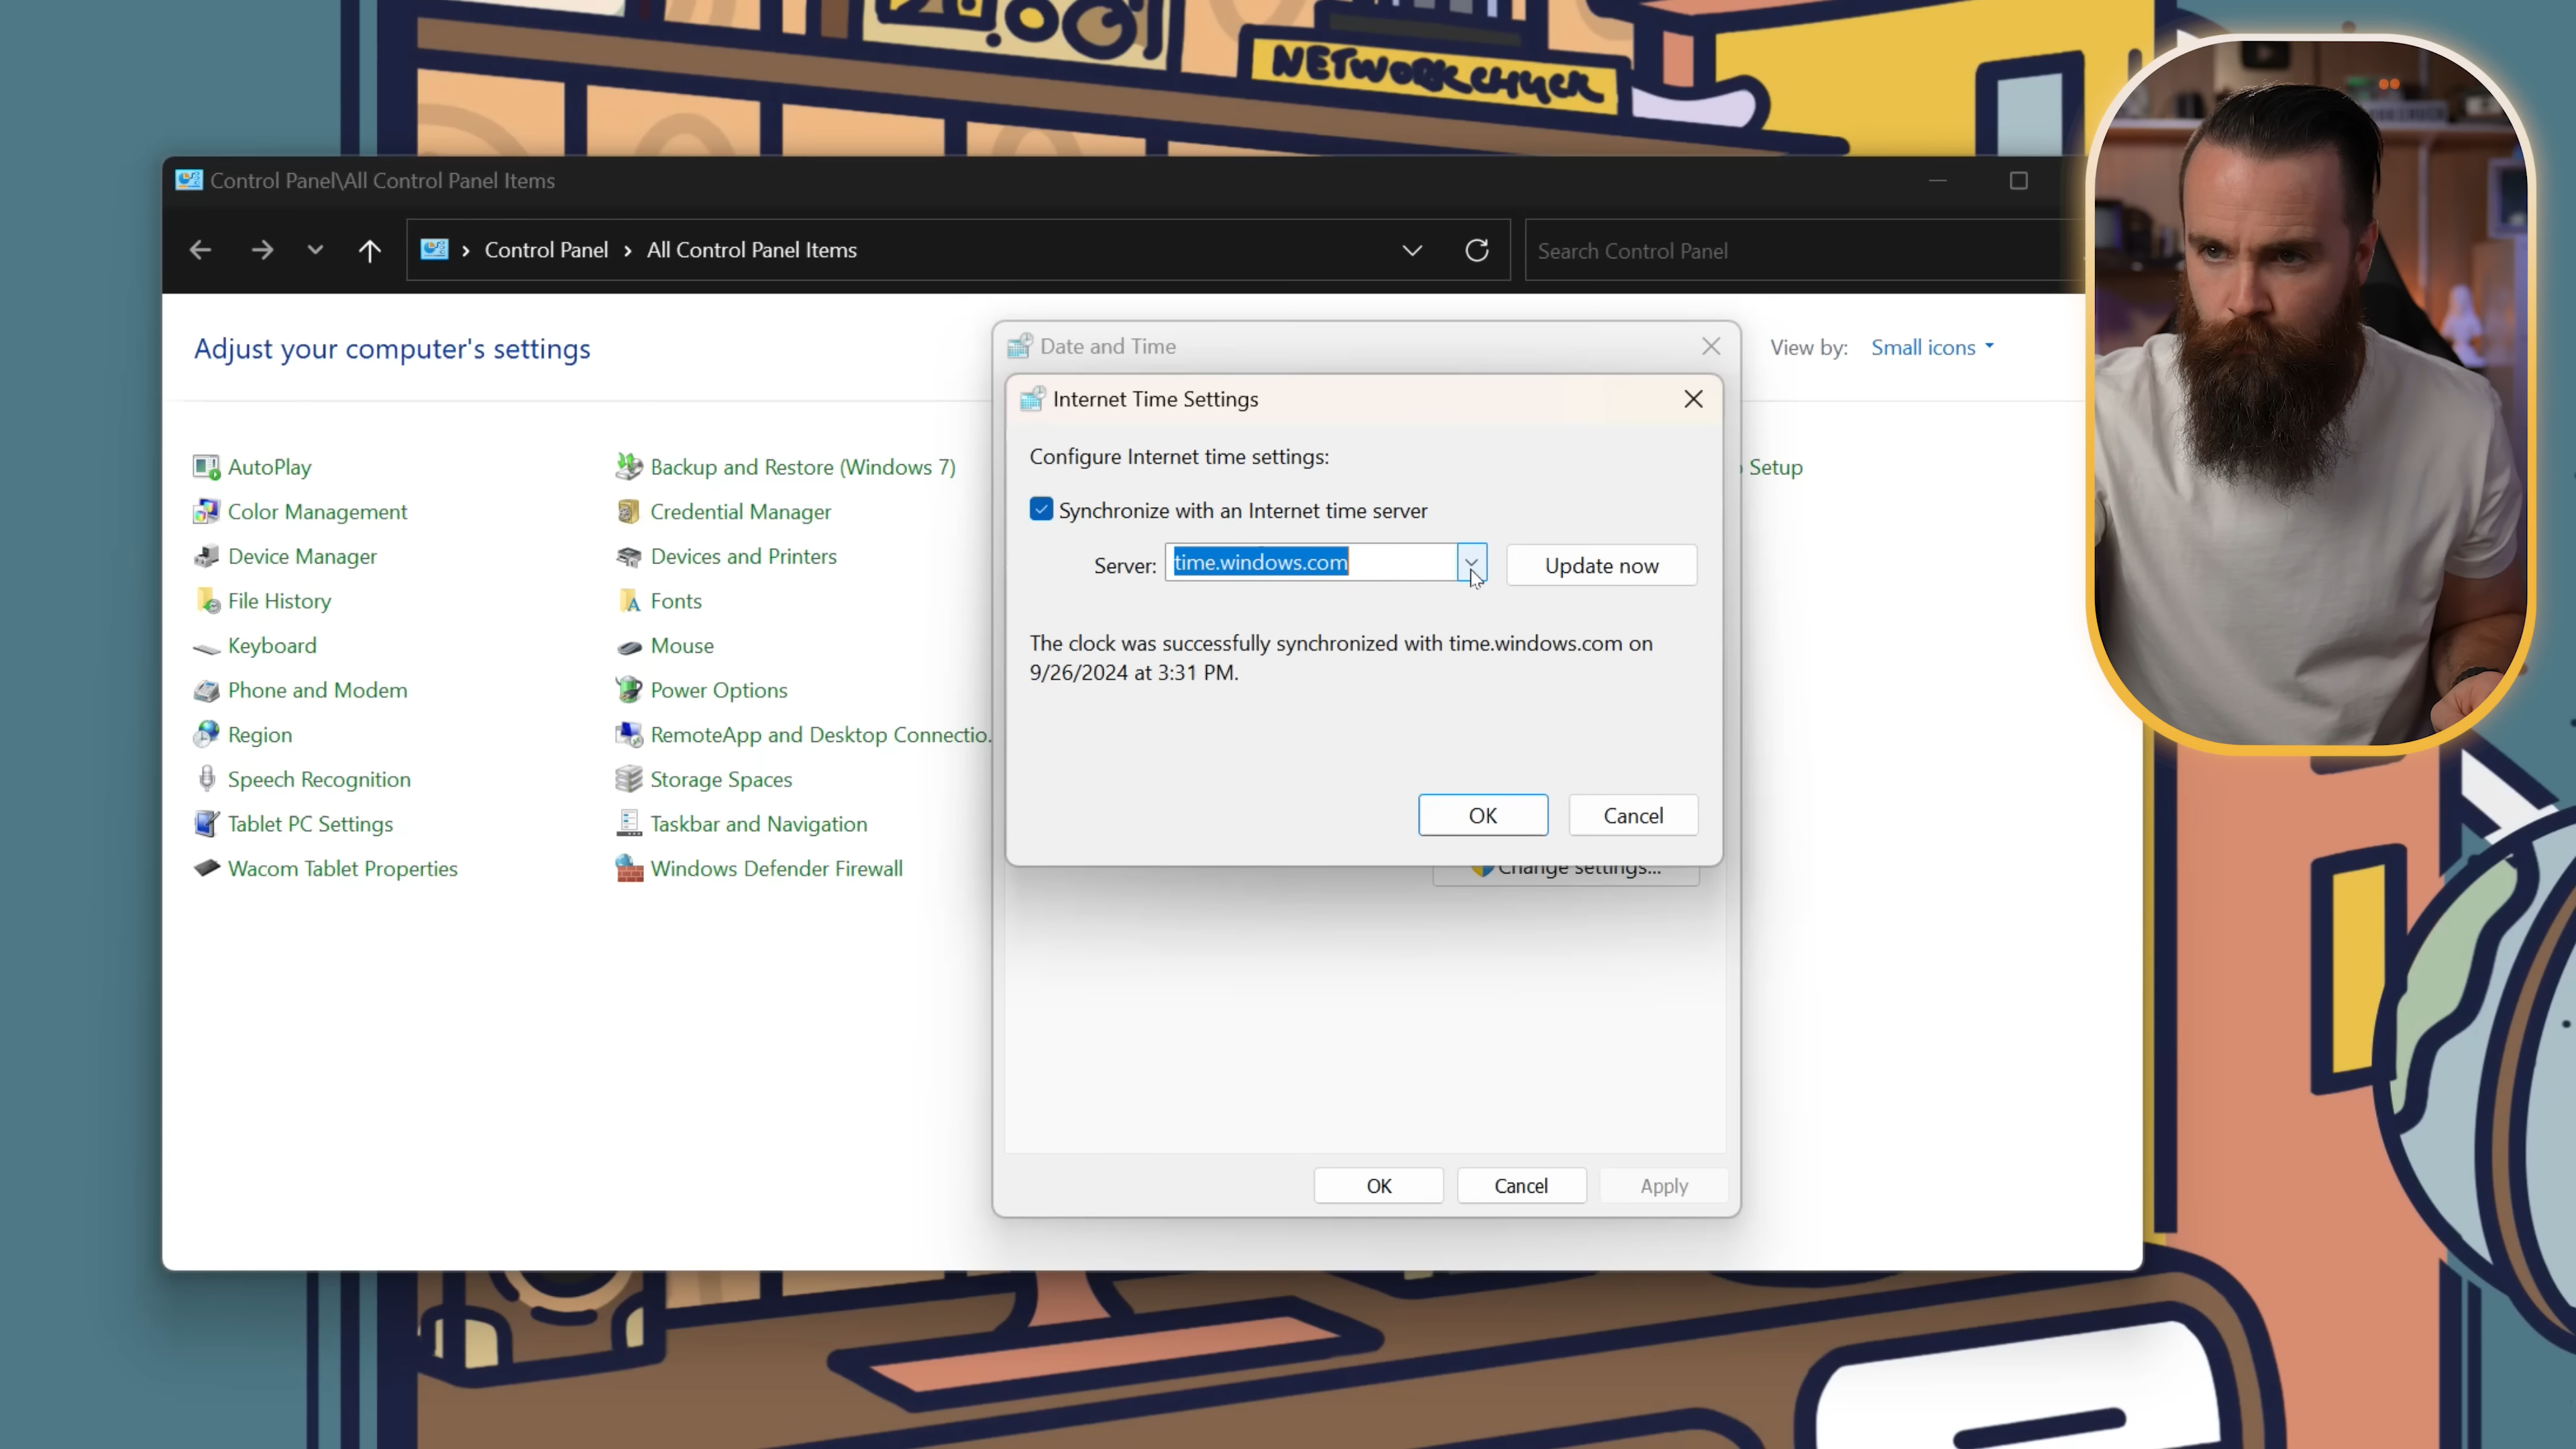 NETWORKCHUCK
Control Panel\All Control Panel Items
Control Panel
All Control Panel Items
Search Control Panel
Adjust your computer's settings
View by:
Small icons
AutoPlay
Color Management
Device Manager
File History
Keyboard
Phone and Modem
Region
Speech Recognition
Tablet PC Settings
Wacom Tablet Properties
Backup and Restore (Windows 7)
Credential Manager
Devices and Printers
Fonts
Mouse
Power Options
RemoteApp and Desktop Connectio
Storage Spaces
Taskbar and Navigation
Windows Defender Firewall
Setup
Date and Time
Internet Time Settings
Configure Internet time settings:
Synchronize with an Internet time server
Server:
time.windows.com
Update now
The clock was successfully synchronized with time.windows.com on
9/26/2024 at 3:31 PM.
OK
Cancel
Change settings...
OK
Cancel
Apply